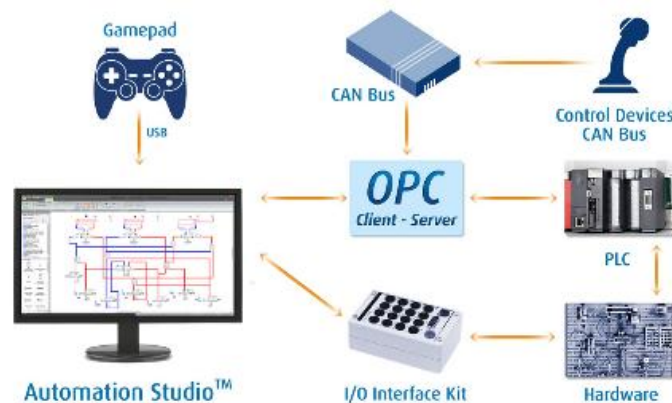 Gamepad
USB
CAN Bus
Control Devices
CAN Bus
OPC
Client - Server
PLC
Automation Studio™
I/O Interface Kit
Hardware